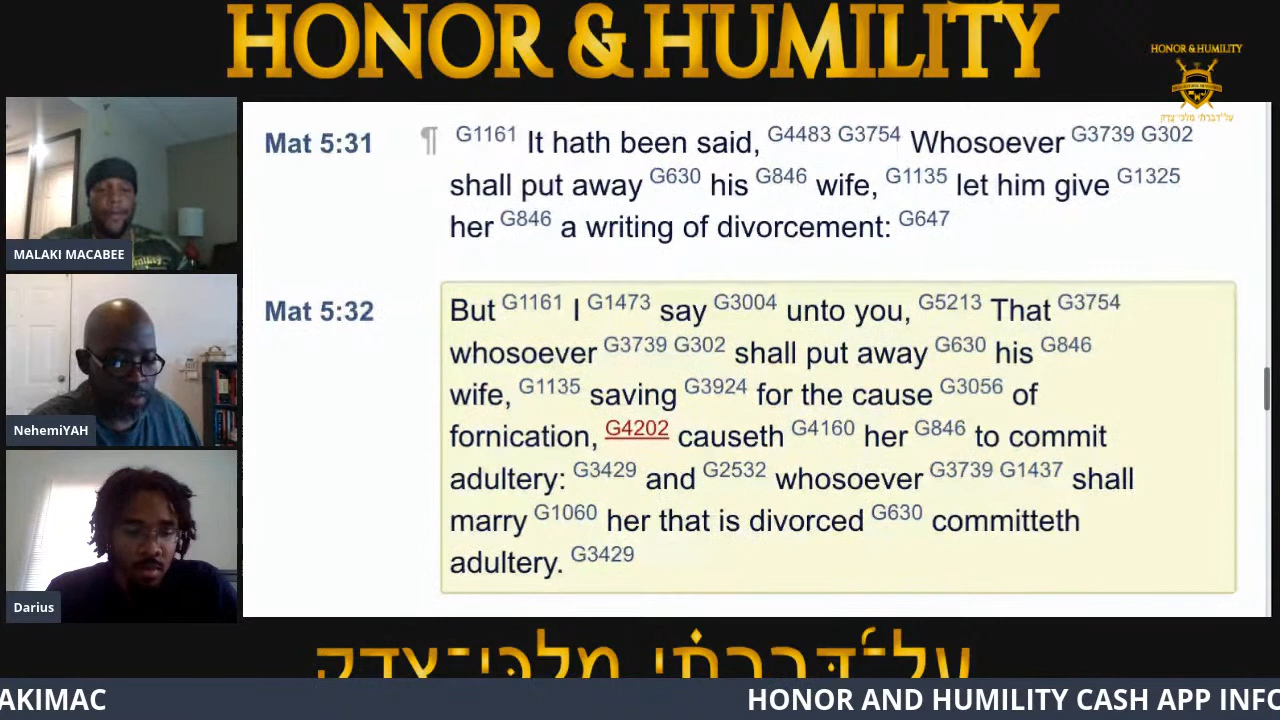 HONOR & HUMILITY
HONOR & HUMILITY
על־דברתי מלכי־צדק
MALAKI MACABEE
NehemiYAH
Darius
Mat 5:31 ¶ G1161 It hath been said, G4483 G3754 Whosoever G3739 G302
shall put away G630 his G846 wife, G1135 let him give G1325
her G846 a writing of divorcement: G647
Mat 5:32 But G1161 I G1473 say G3004 unto you, G5213 That G3754
whosoever G3739 G302 shall put away G630 his G846
wife, G1135 saving G3924 for the cause G3056 of
fornication, G4202 causeth G4160 her G846 to commit
adultery: G3429 and G2532 whosoever G3739 G1437 shall
marry G1060 her that is divorced G630 committeth
adultery. G3429
על־דִּבְרָתִ֗י מַלְכִּי־צֶֽדֶק
AKIMAC HONOR AND HUMILITY CASH APP INFO